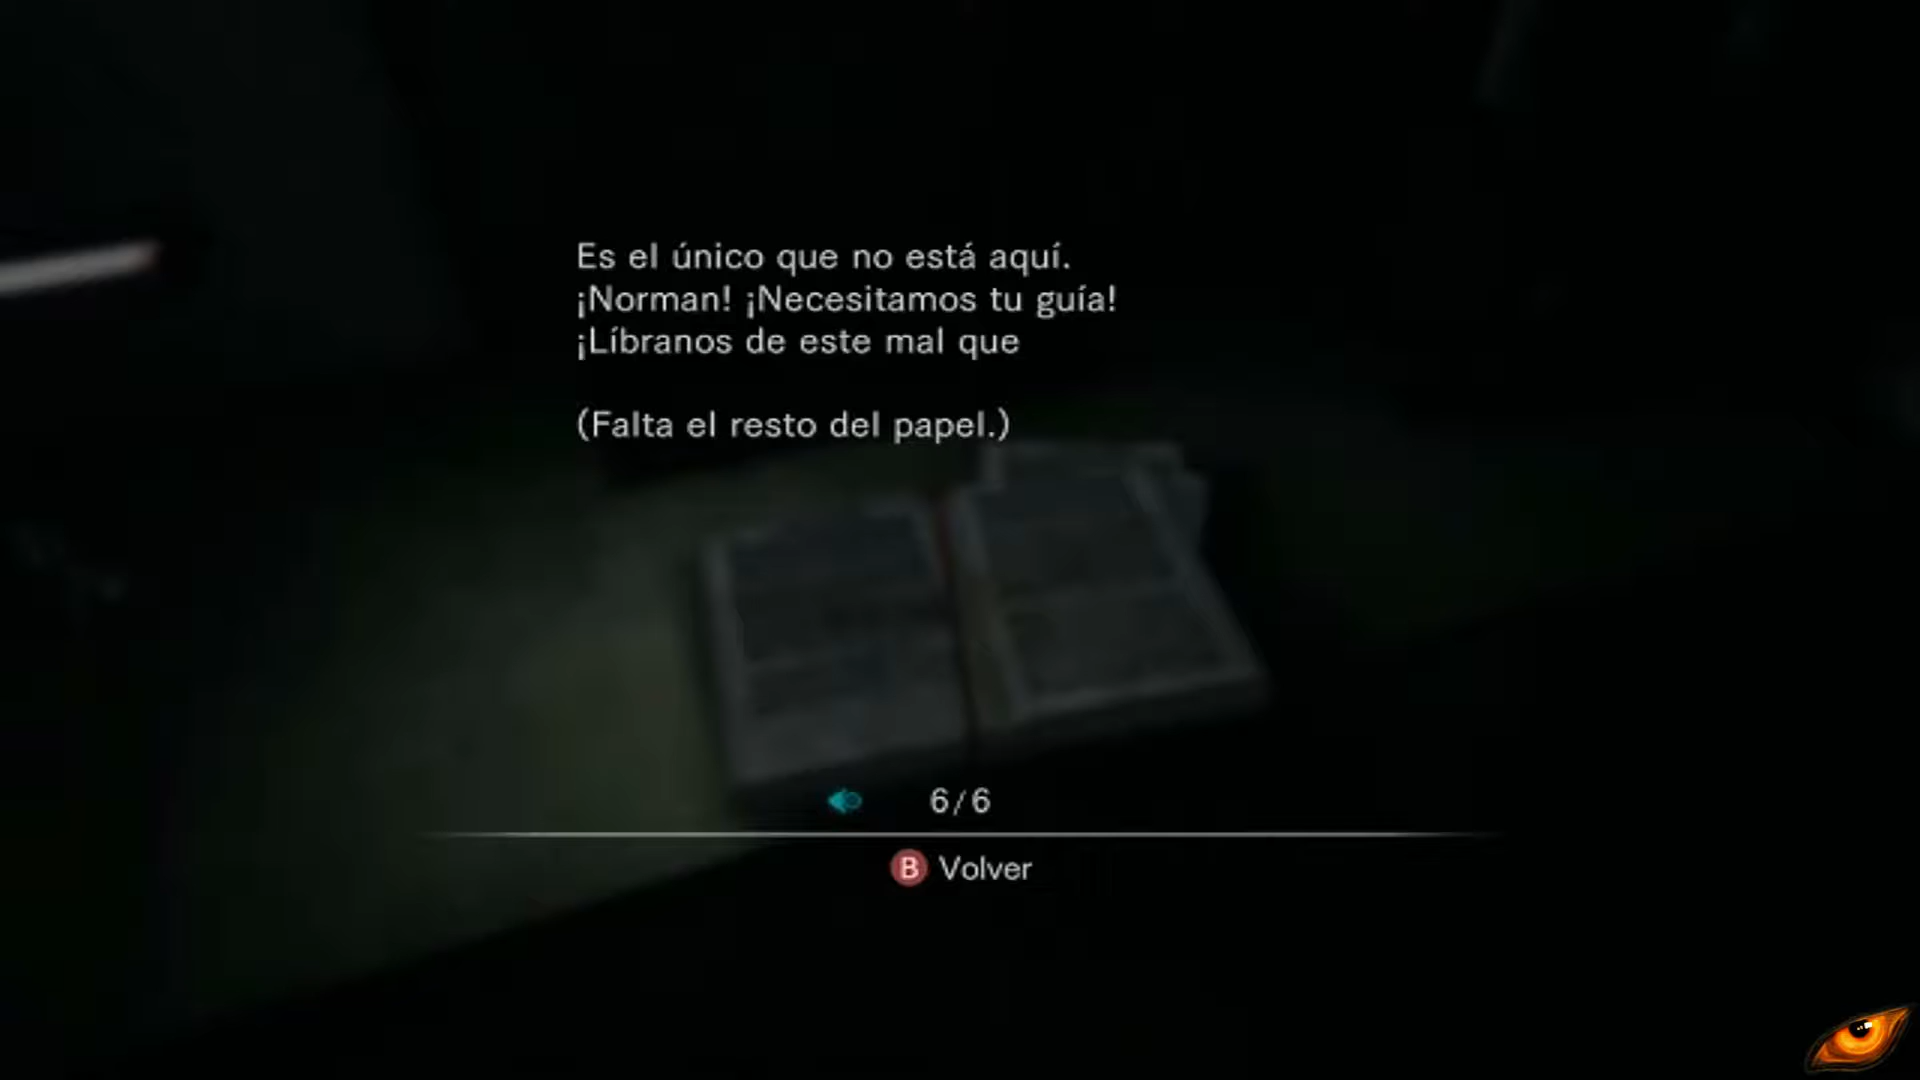 Es el único que no está aquí.
¡Norman! ¡Necesitamos tu guía!
¡Líbranos de este mal que
(Falta el resto del papel.)
6/6
B Volver